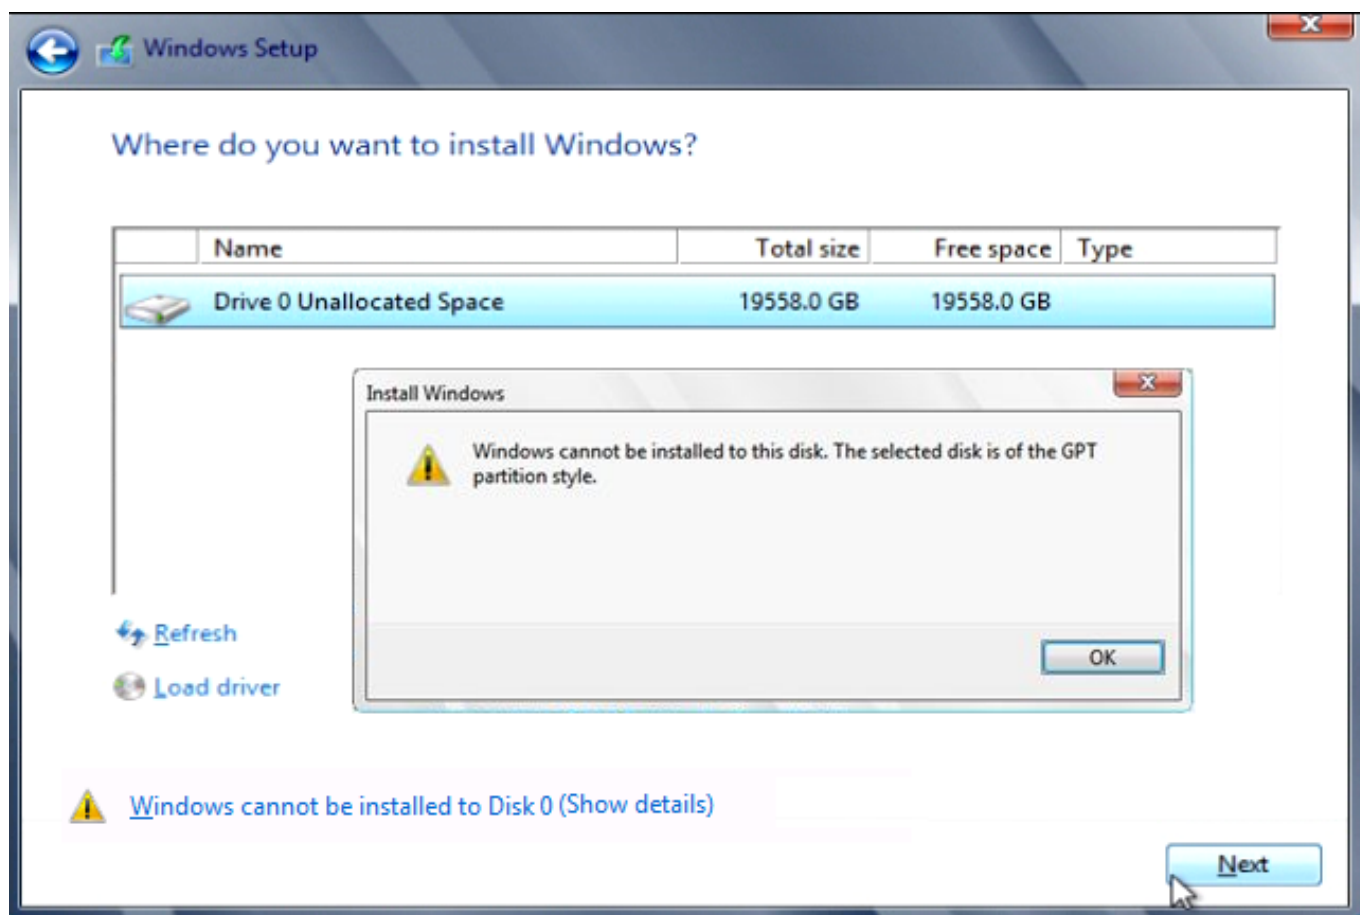 Windows Setup
Where do you want to install Windows?
Name Total size Free space Type
Drive 0 Unallocated Space 19558.0 GB 19558.0 GB
Install Windows
Windows cannot be installed to this disk. The selected disk is of the GPT
partition style.
OK
Refresh
Load driver
Windows cannot be installed to Disk 0 (Show details)
Next